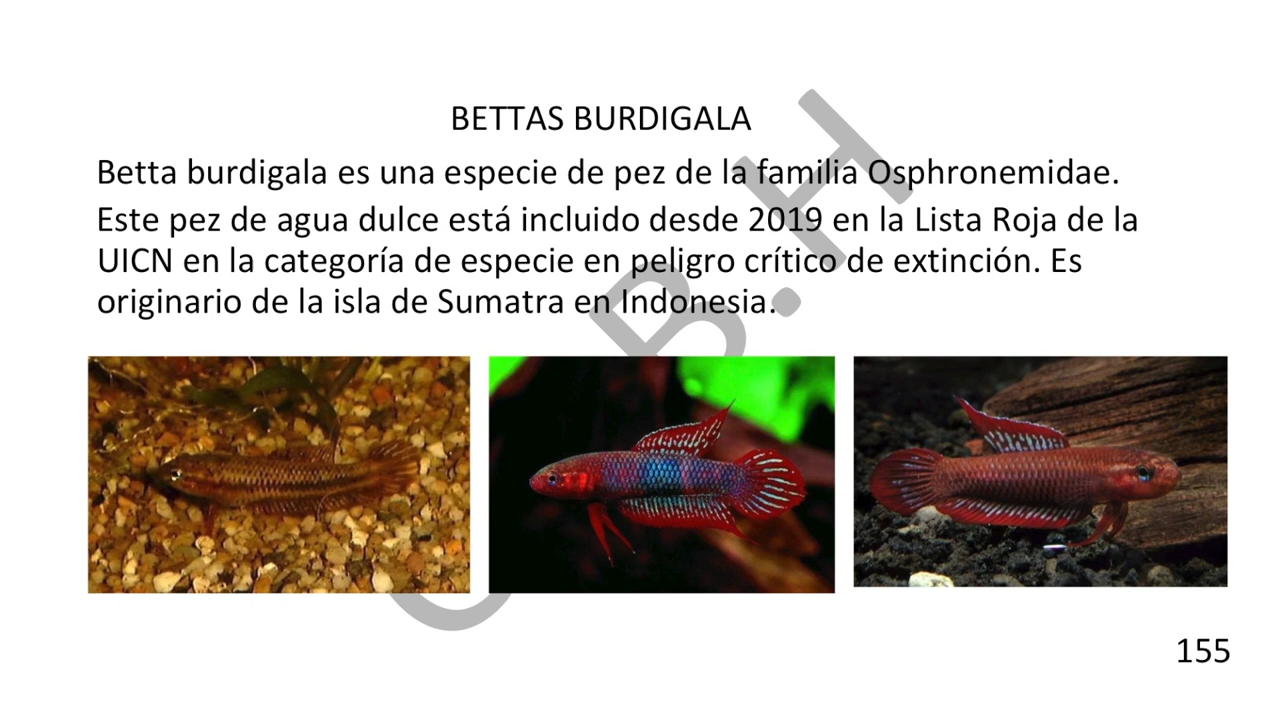 BETTAS BURDIGALA
Betta burdigala es una especie de pez de la familia Osphronemidae.
Este pez de agua dulce está incluido desde 2019 en la Lista Roja de la
UICN en la categoría de especie en peligro crítico de extinción. Es
originario de la isla de Sumatra en Indonesia.
B.H
155